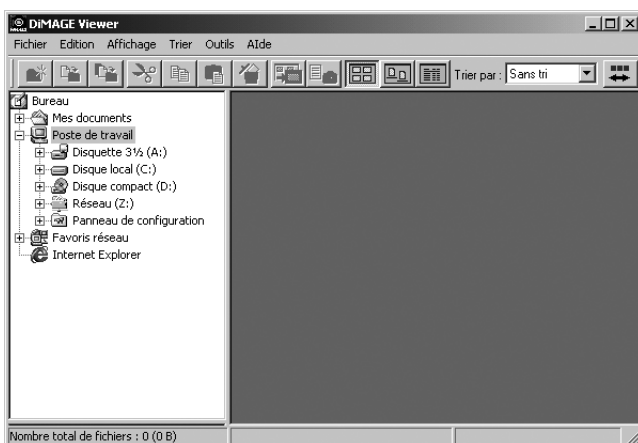 DiMAGE Viewer
Fichier Edition Affichage Trier Outils AIde
Trier par : Sans tri
Bureau
Mes documents
Poste de travail
Disquette 3½ (A:)
Disque local (C:)
Disque compact (D:)
Réseau (Z:)
Panneau de configuration
Favoris réseau
Internet Explorer
Nombre total de fichiers : 0 (0 B)